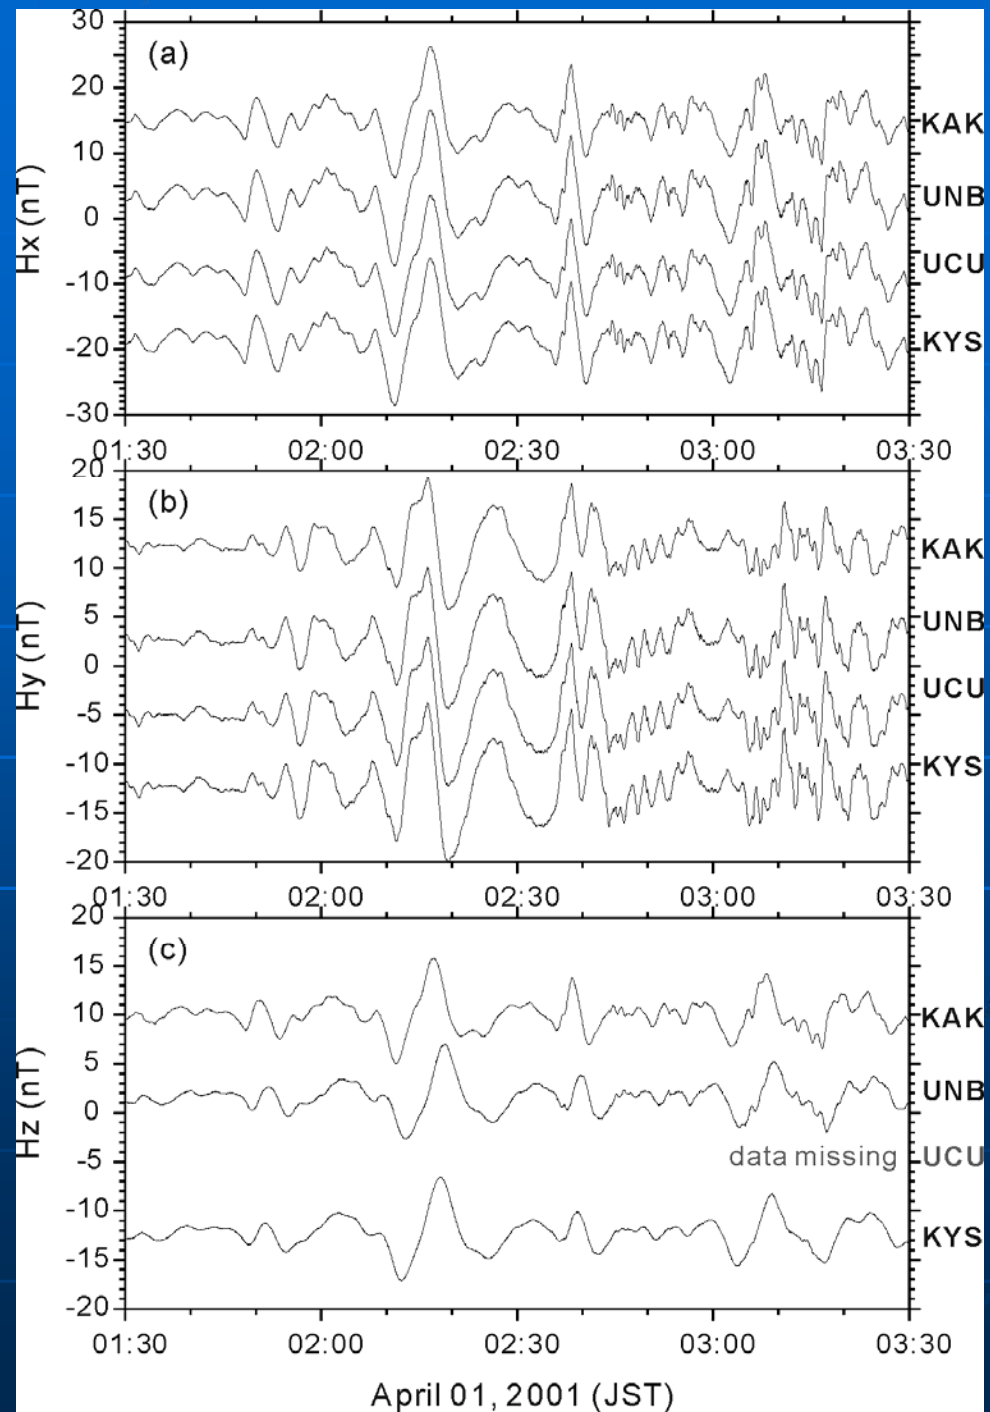 30
(a)
20
KAK
10
UNB
0
Hx (nT)
UCU
-10
-20
KYS
-30
01:30 02:00 02:30 03:00 03:30
20
(b)
15
KAK
10
5
UNB
0
Hy (nT)
UCU
-5
-10
KYS
-15
-20
01:30 02:00 02:30 03:00 03:30
20
(c)
15
10
KAK
5
UNB
0
Hz (nT)
data missing UCU
-5
-10
KYS
-15
-20
01:30 02:00 02:30 03:00 03:30
April 01, 2001 (JST)